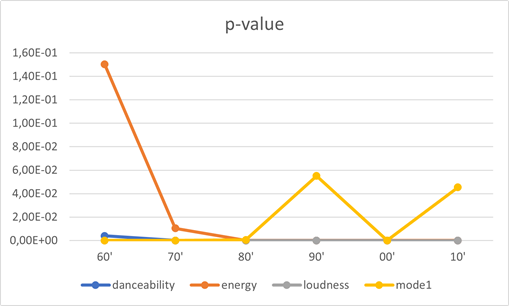 p-value
1,60E-01
1,40E-01
1,20E-01
1,00E-01
8,00E-02
6,00E-02
4,00E-02
2,00E-02
0,00E+00
60' 70' 80' 90' 00' 10'
danceability energy loudness mode1